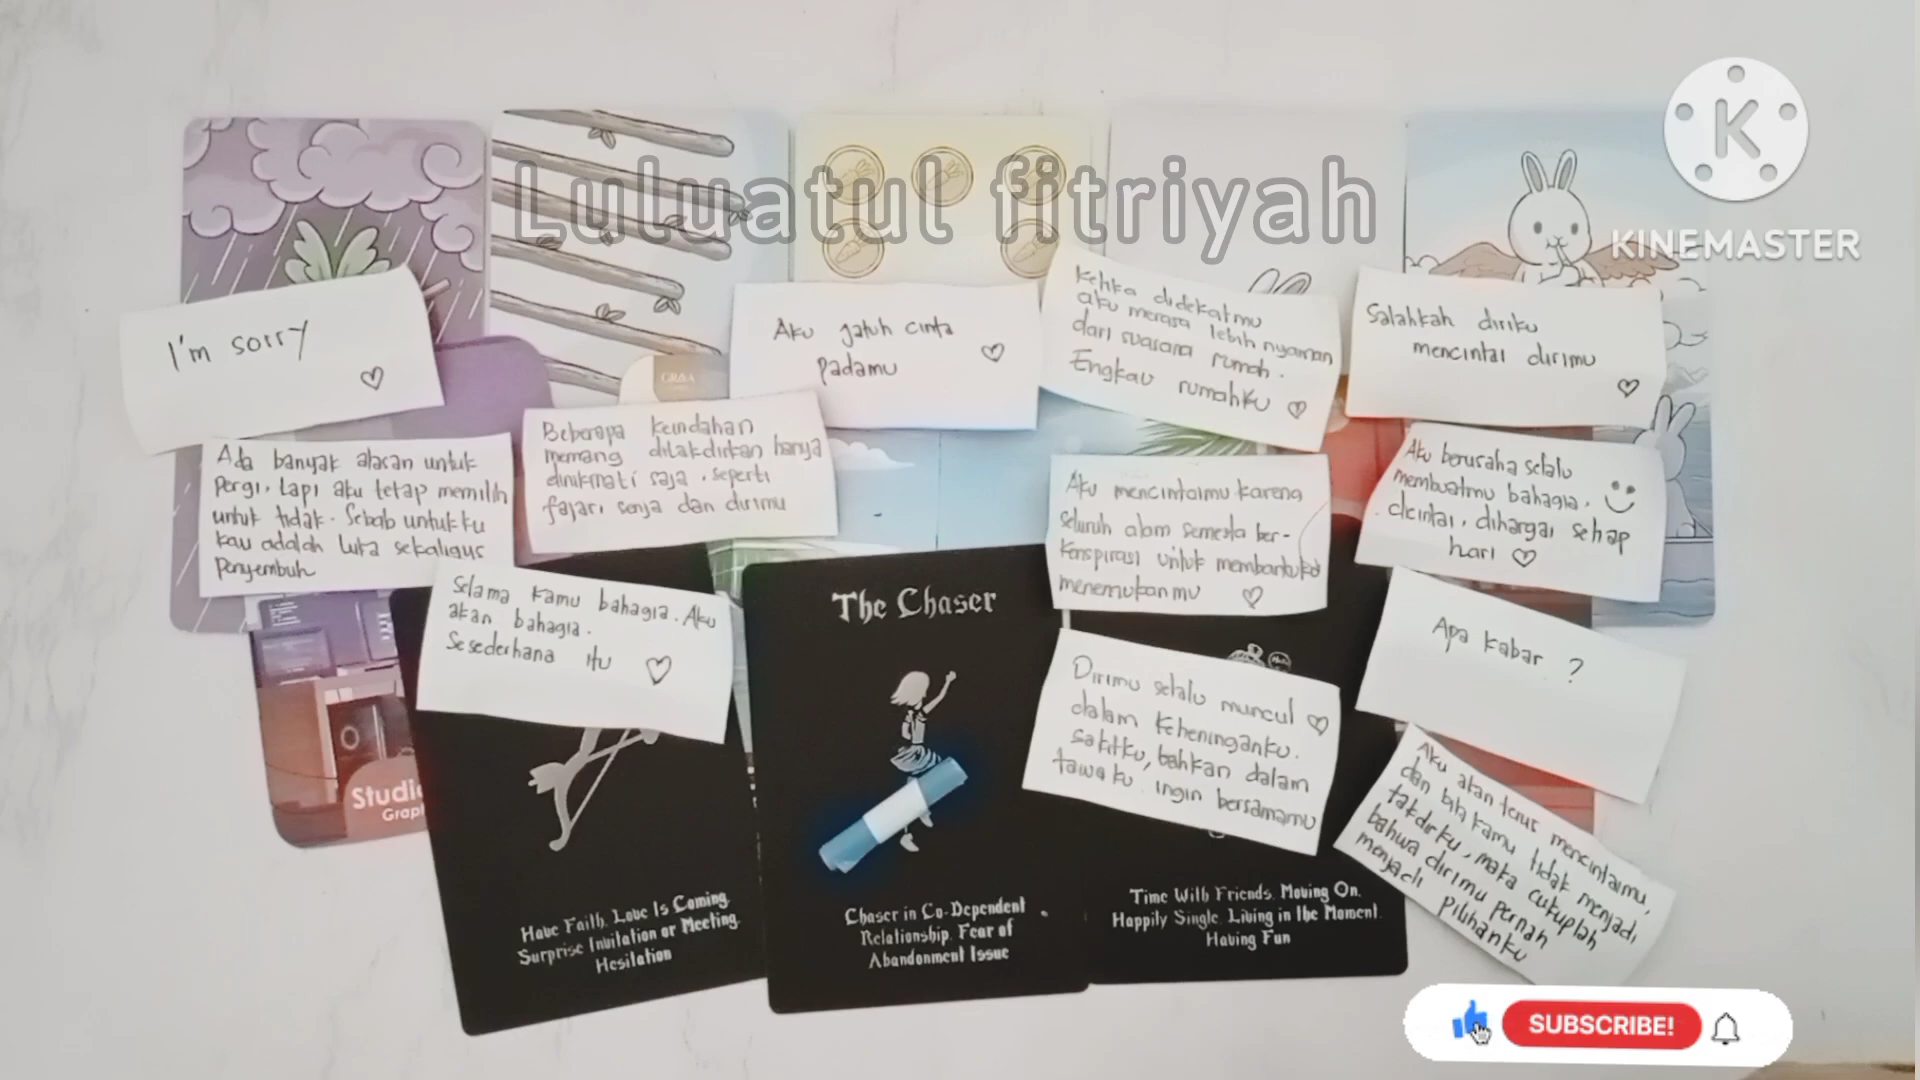 Luluatul fitriyah
K
KINEMASTER
I'm sorry
Aku jatuh cinta
padamu
Ketika didekatmu
aku merasa lebih nyaman
dari suasana rumah.
Engkau rumahku
Salahkah diriku
mencintai dirimu
Ada banyak alasan untuk
pergi, tapi aku tetap memilih
untuk tidak. Sebab untukku
kau adalah luka sekaligus
penyembuh
Beberapa keindahan
memang ditakdirkan hanya
dinikmati saja, seperti
fajar, senja dan dirimu
Aku mencintaimu karena
seluruh alam semesta ber-
konspirasi untuk membantuku
menemukanmu
Aku berusaha selalu
membuatmu bahagia,
dicintai, dihargai setiap
hari
Selama kamu bahagia. Aku
akan bahagia.
Sesederhana itu
Dirimu selalu muncul
dalam keheninganku.
sakitku, bahkan dalam
tawaku. ingin bersamamu
Apa kabar ?
Aku akan terus mencintaimu,
dan bila kamu tidak menjadi
takdirku, maka cukuplah
bahwa dirimu pernah
menjadi pilihanku
GRAA
Studio
Graph
Have Faith, Love Is Coming,
Surprise Invitation or Meeting,
Hesitation
The Chaser
Chaser in Co-Dependent
Relationship, Fear of
Abandonment Issue
Time With Friends, Moving On,
Happily Single, Living in the Moment,
Having Fun
SUBSCRIBE!